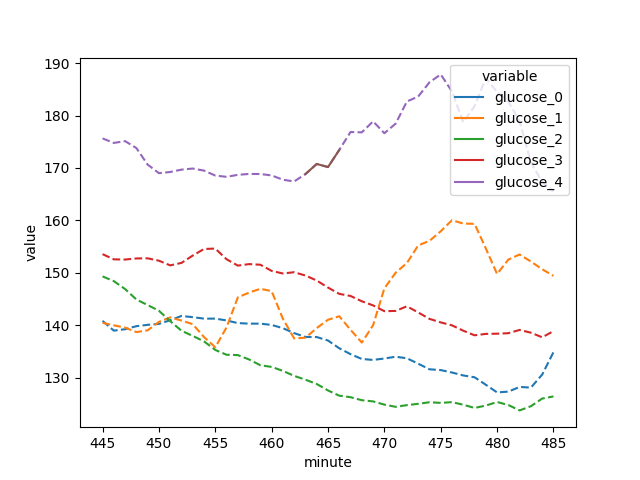 190
180
170
160
150
140
130
value
445 450 455 460 465 470 475 480 485
minute
variable
glucose_0
glucose_1
glucose_2
glucose_3
glucose_4